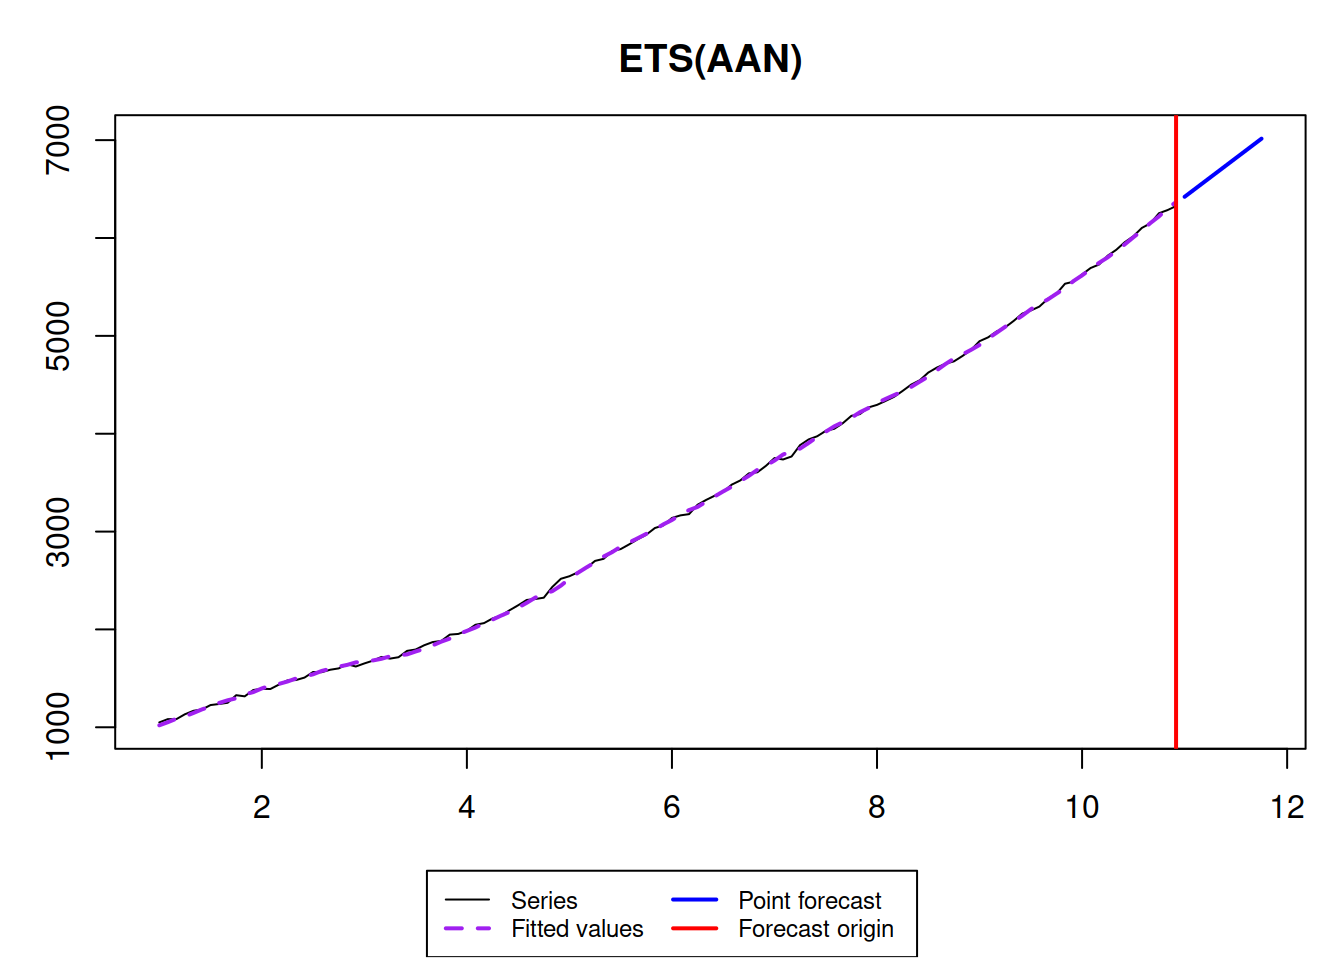 ETS(AAN)
7000
5000
3000
1000
2 4 6 8 10 12
Series Point forecast
Fitted values Forecast origin